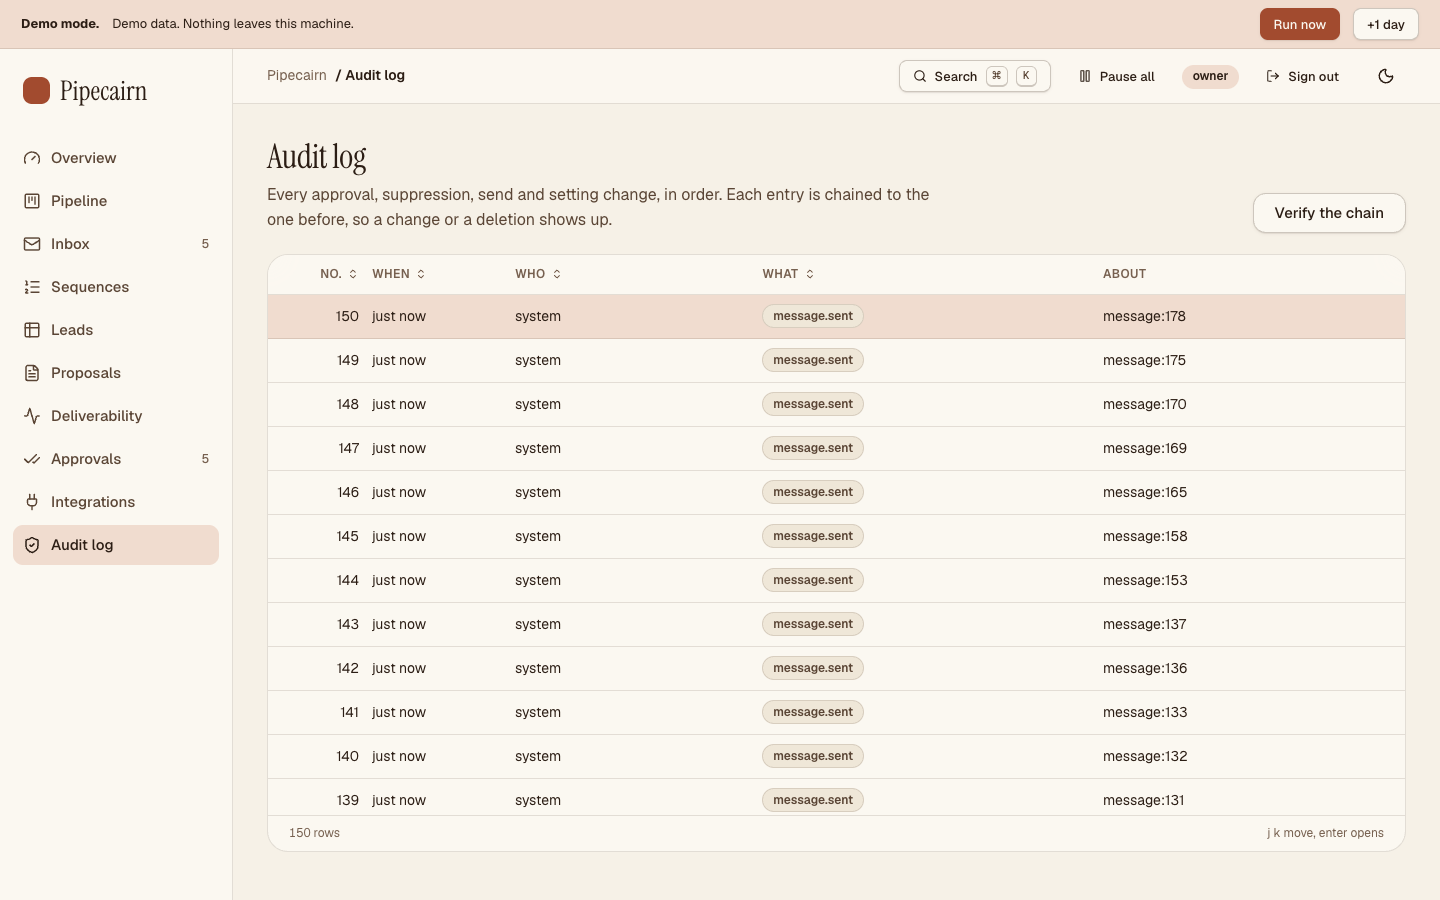 Demo mode. Demo data. Nothing leaves this machine.
Run now
+1 day
Pipecairn
Pipecairn / Audit log
Search ⌘ K
Pause all
owner
Sign out
Overview
Pipeline
Inbox 5
Sequences
Leads
Proposals
Deliverability
Approvals 5
Integrations
Audit log
Audit log
Every approval, suppression, send and setting change, in order. Each entry is chained to the
one before, so a change or a deletion shows up.
Verify the chain
NO. WHEN WHO WHAT ABOUT
150 just now system message.sent message:178
149 just now system message.sent message:175
148 just now system message.sent message:170
147 just now system message.sent message:169
146 just now system message.sent message:165
145 just now system message.sent message:158
144 just now system message.sent message:153
143 just now system message.sent message:137
142 just now system message.sent message:136
141 just now system message.sent message:133
140 just now system message.sent message:132
139 just now system message.sent message:131
150 rows
j k move, enter opens